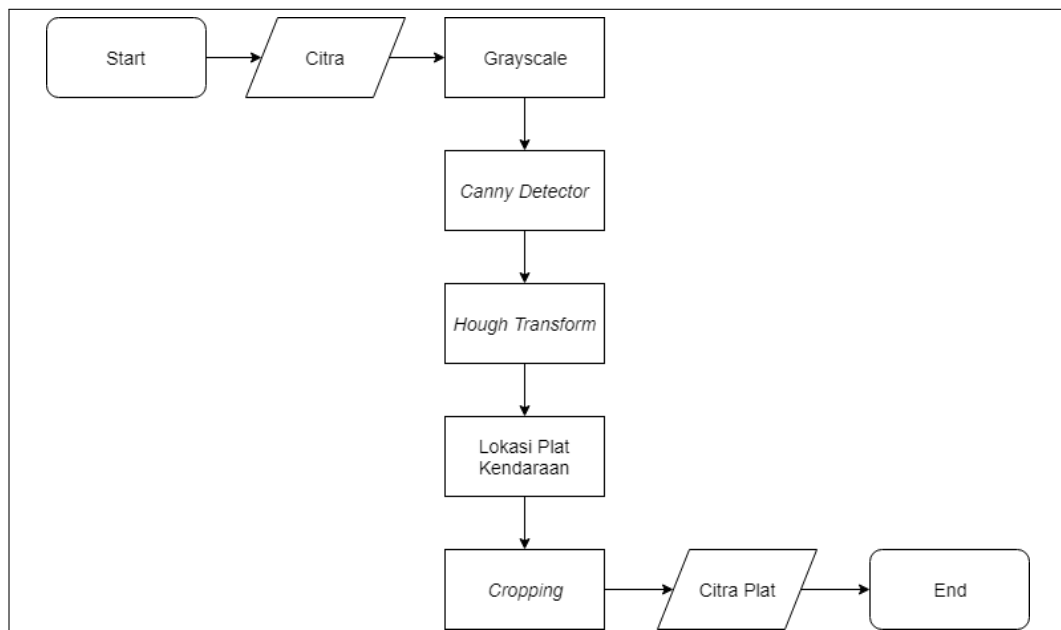 Start
Citra
Grayscale
Canny Detector
Hough Transform
Lokasi Plat
Kendaraan
Cropping
Citra Plat
End